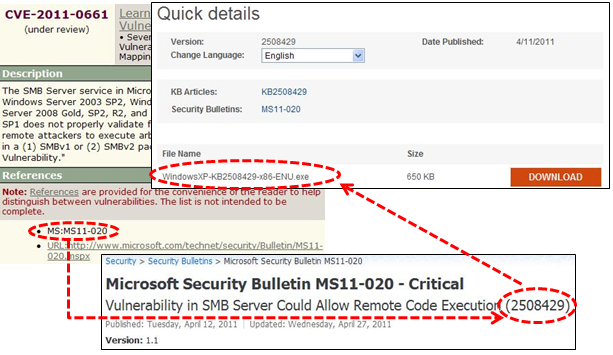 CVE-2011-0661
(under review)
Learn
Vulne
• Sever
Vulnera
Mappin
Description
The SMB Server service in Micro
Windows Server 2003 SP2, Wind
Server 2008 Gold, SP2, R2, and
SP1 does not properly validate f
remote attackers to execute arb
in a (1) SMBv1 or (2) SMBv2 pac
Vulnerability."
References
Note: References are provided for the convenience of the reader to help
distinguish between vulnerabilities. The list is not intended to be
complete.
• MS:MS11-020
• URL:http://www.microsoft.com/technet/security/Bulletin/MS11-
020.mspx
Quick details
Version: 2508429 Date Published: 4/11/2011
Change Language: English
KB Articles: KB2508429
Security Bulletins: MS11-020
File Name Size
WindowsXP-KB2508429-x86-ENU.exe 650 KB DOWNLOAD
Security > Security Bulletins > Microsoft Security Bulletin MS11-020
Microsoft Security Bulletin MS11-020 - Critical
Vulnerability in SMB Server Could Allow Remote Code Execution (2508429)
Published: Tuesday, April 12, 2011 | Updated: Wednesday, April 27, 2011
Version: 1.1